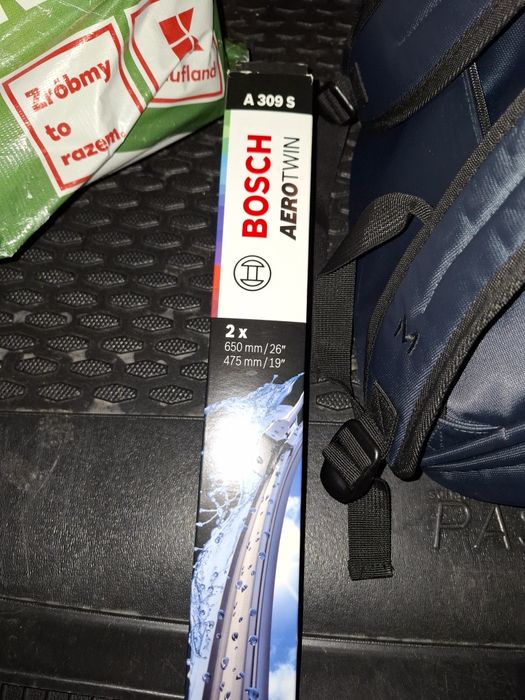 Zróbmy
to
razem
ufland
A 309 S
BOSCH
AEROTWIN
2 x
650 mm / 26"
475 mm / 19"
M
PAS